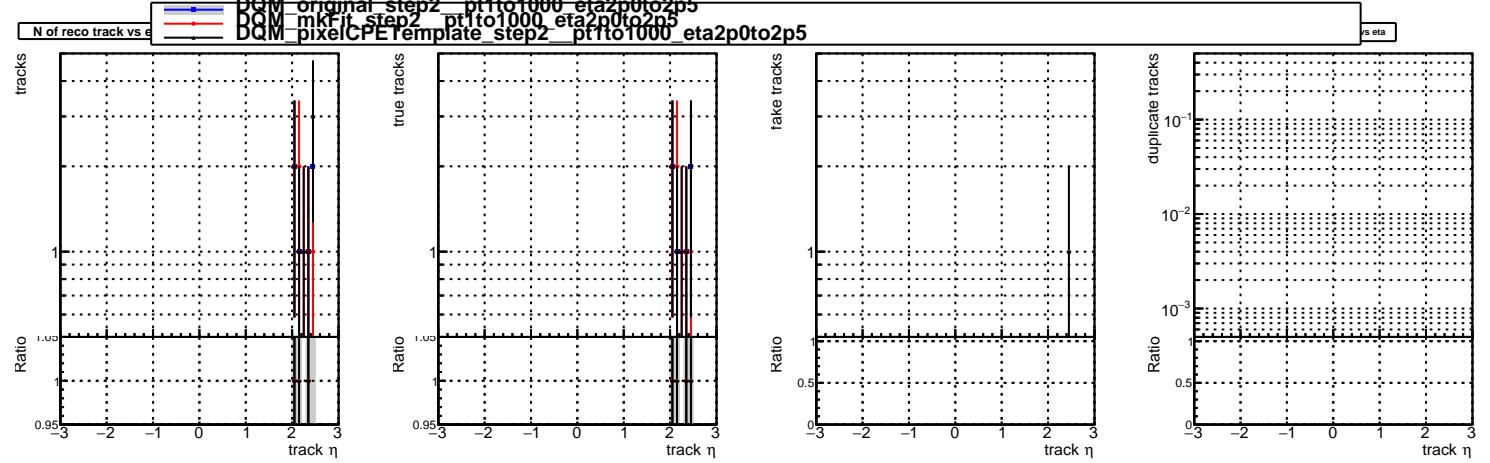 DQM_original_step2__pt1to1000_eta2p0to2p5
DQM_mkFit_step2__pt1to1000_eta2p0to2p5
DQM_pixelCPETemplate_step2__pt1to1000_eta2p0to2p5
N of reco track vs e
vs eta
tracks
1
Ratio
1.05
1
0.95
−3 −2 −1 0 1 2 3
track η
true tracks
1
Ratio
1.05
1
0.95
−3 −2 −1 0 1 2 3
track η
fake tracks
1
Ratio
1
0.5
0
−3 −2 −1 0 1 2 3
track η
duplicate tracks
10−1
10−2
10−3
Ratio
1
0.5
0
−3 −2 −1 0 1 2 3
track η